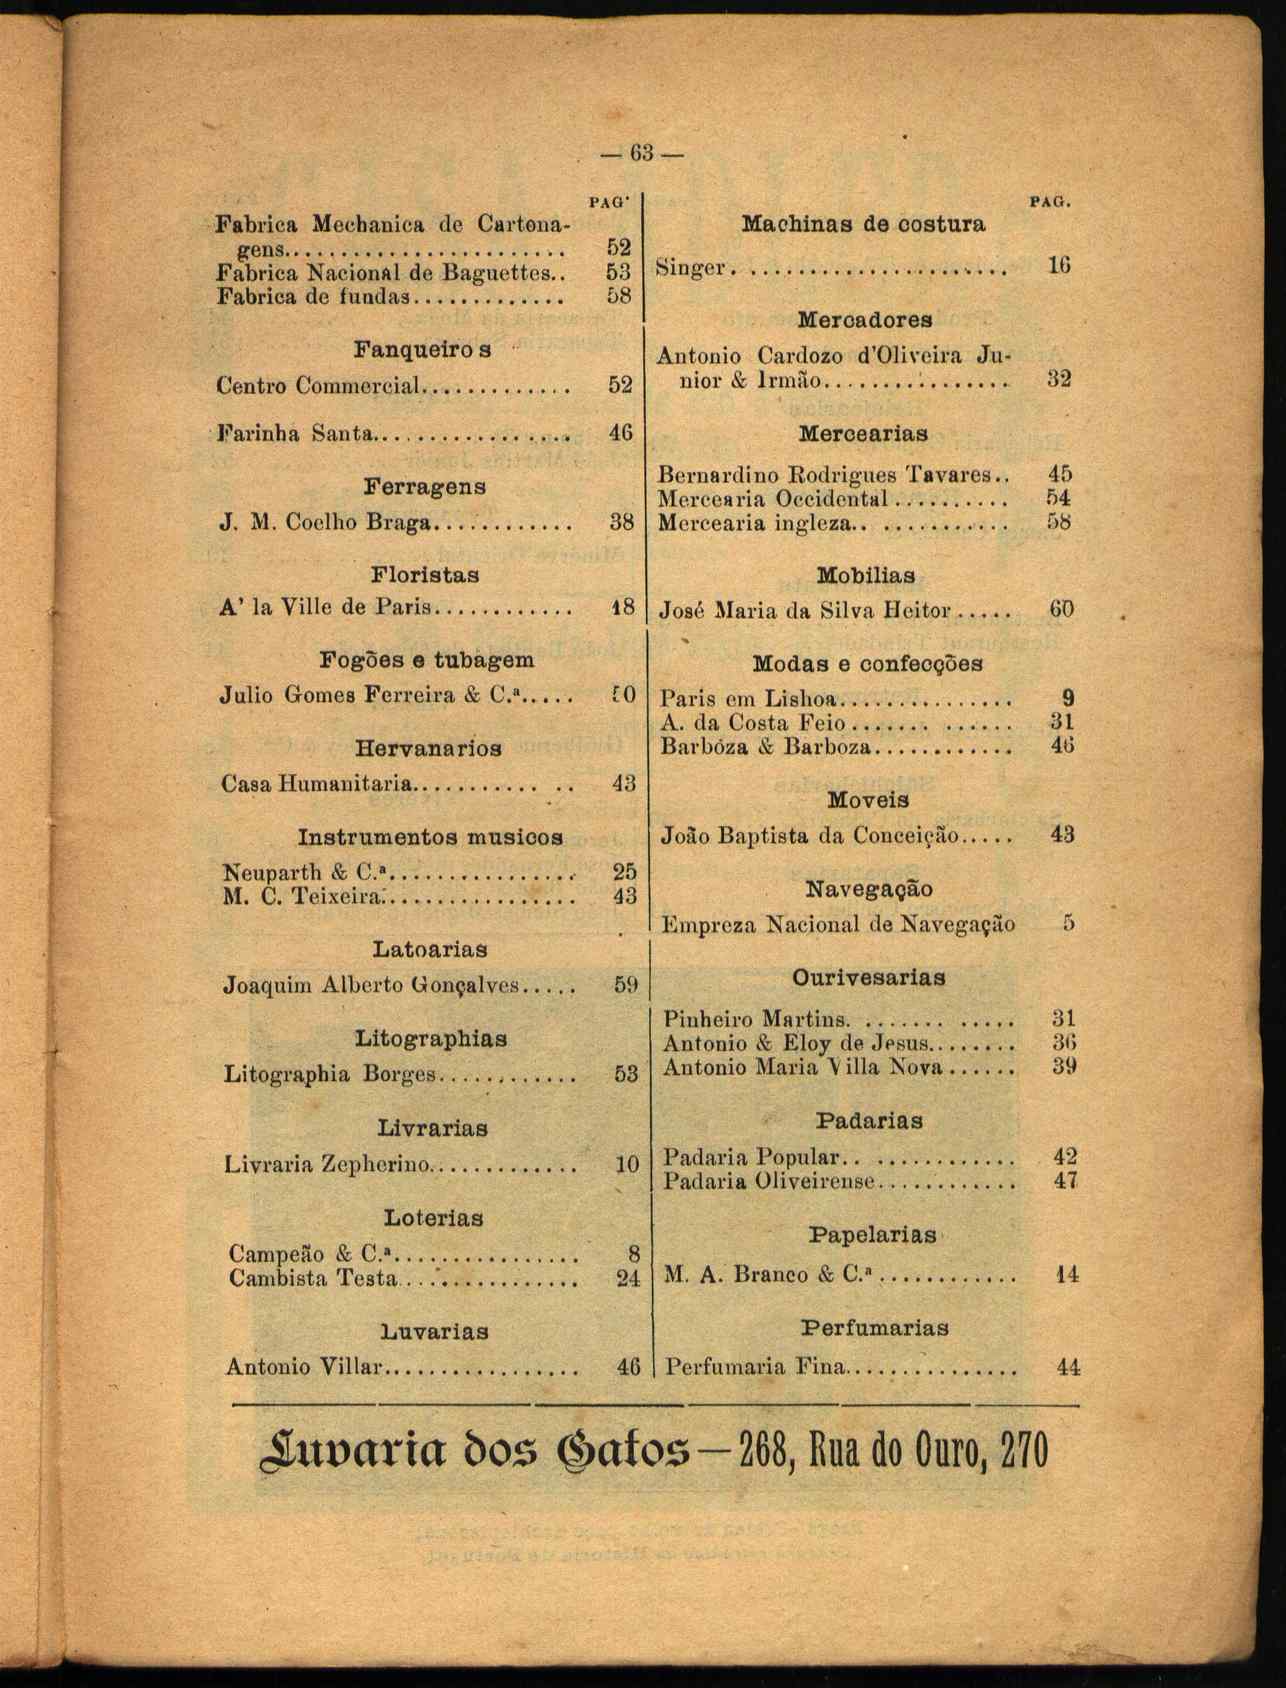 — 63 —
PAG.
Fabrica Mechanica de Cartona-
gens........................ 52
Fabrica Nacional de Baguettes.. 53
Fabrica de fundas............. 58
Fanqueiros
Centro Commercial............. 52
Farinha Santa................. 46
Ferragens
J. M. Coelho Braga............ 38
Floristas
A' la Ville de Paris............ 18
Fogões e tubagem
Julio Gomes Ferreira & C.ª..... 50
Hervanarios
Casa Humanitaria........... .. 43
Instrumentos musicos
Neuparth & C.ª................ 25
M. C. Teixeira................. 43
Latoarias
Joaquim Alberto Gonçalves..... 59
Litographias
Litographia Borges............ 53
Livrarias
Livraria Zepherino............. 10
Loterias
Campeão & C.ª................ 8
Cambista Testa................ 24
Luvarias
Antonio Villar................. 46
PAG.
Machinas de costura
Singer. ...................... 16
Mercadores
Antonio Cardozo d'Oliveira Ju-
nior & Irmão................ 32
Mercearias
Bernardino Rodrigues Tavares.. 45
Mercearia Occidental.......... 54
Mercearia ingleza.. ........... 58
Mobilias
José Maria da Silva Heitor..... 60
Modas e confecções
Paris em Lisboa............... 9
A. da Costa Feio....... ...... 31
Barbóza & Barboza............ 46
Moveis
João Baptista da Conceição..... 43
Navegação
Empreza Nacional de Navegação 5
Ourivesarias
Pinheiro Martins. ....... ..... 31
Antonio & Eloy de Jesus........ 36
Antonio Maria Villa Nova...... 39
Padarias
Padaria Popular.. ............ 42
Padaria Oliveirense............ 47
Papelarias
M. A. Branco & C.ª............ 14
Perfumarias
Perfumaria Fina............... 44
Luvaria dos Gatos—268, Rua do Ouro, 270